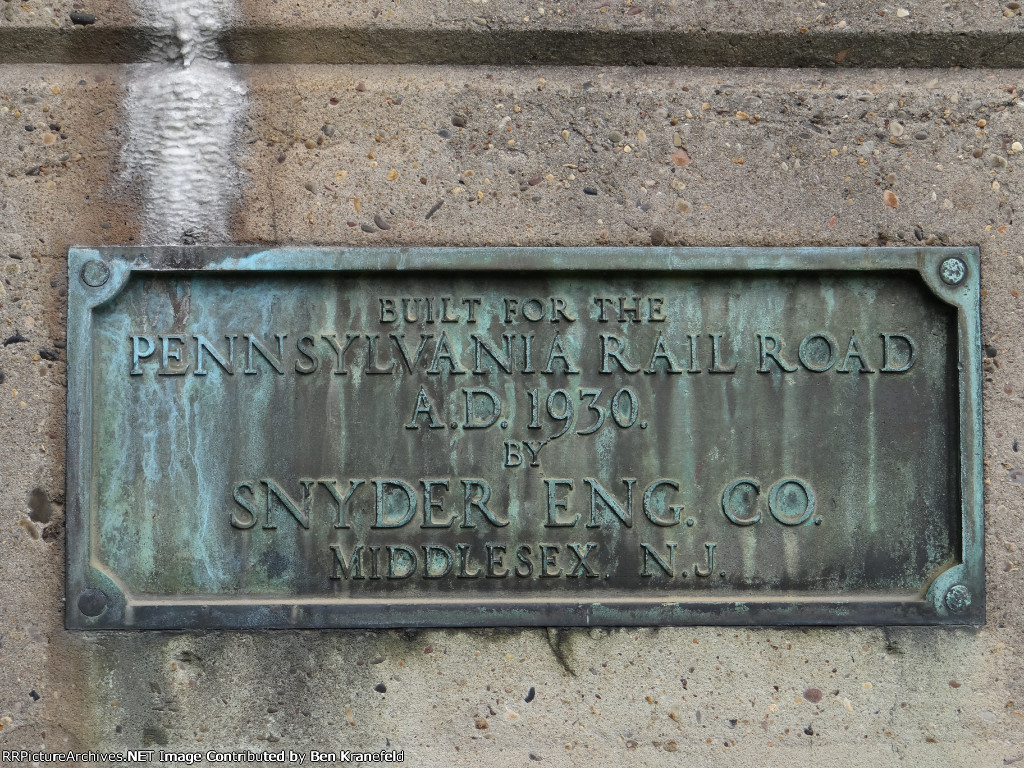 BUILT FOR THE
PENNSYLVANIA RAIL ROAD
A.D. 1930.
BY
SNYDER ENG. CO.
MIDDLESEX, N.J.
RRPictureArchives.NET Image Contributed by Ben Kranefeld